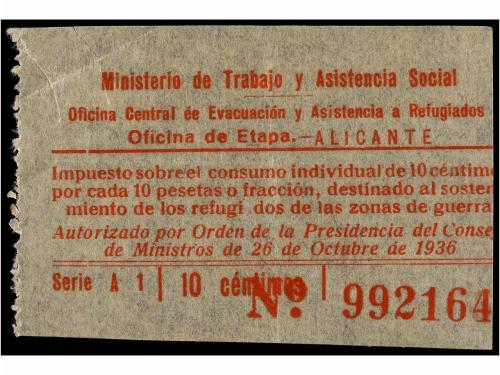 Ministerio de Trabajo y Asistencia Social
Oficina Central ée Evacuación y Asistencia a Refugiados
Oficina de Etapa.—ALICANTE
Impuesto sobre el consumo individual de 10 céntimo
por cada 10 pesetas o fracción, destinado al sosten
miento de los refugi dos de las zonas de guerra
Autorizado por Orden de la Presidencia del Conse
de Ministros de 26 de Octubre de 1936
Serie A 1 | 10 céntimos | Nº 992164